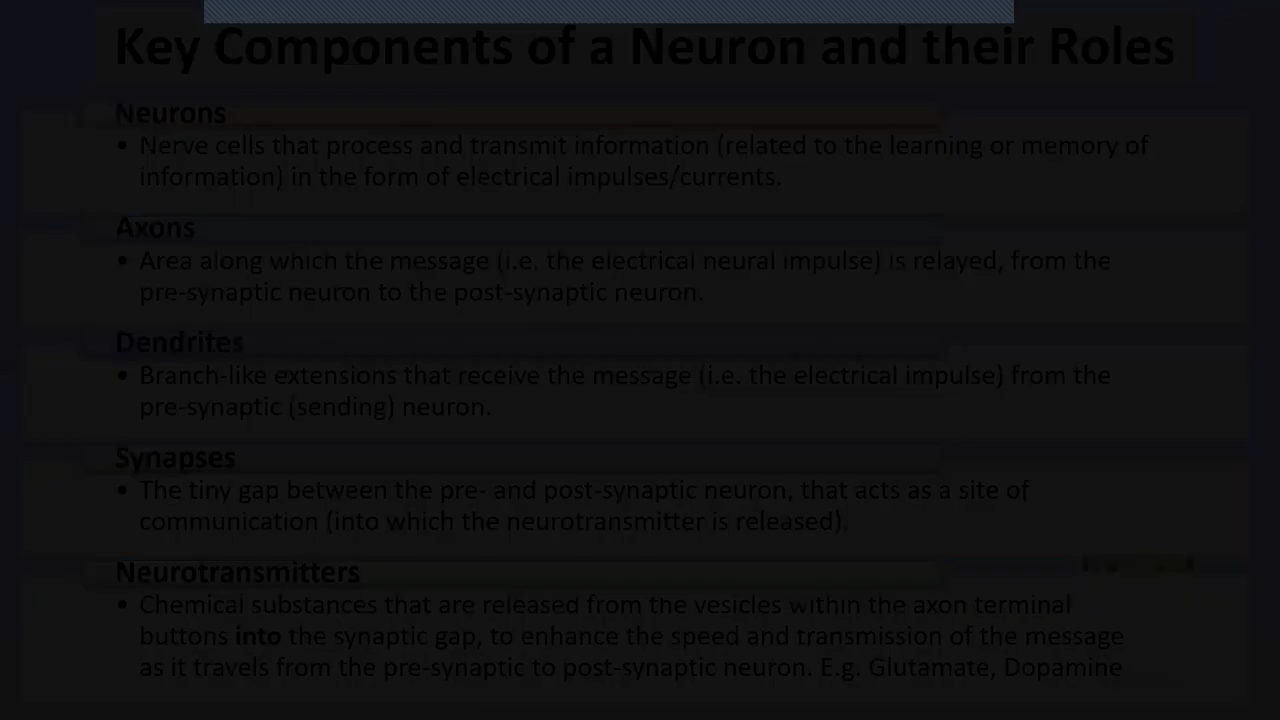 Key Components of a Neuron and their Roles
Neurons
• Nerve cells that process and transmit information (related to the learning or memory of
information) in the form of electrical impulses/currents.
Axons
• Area along which the message (i.e. the electrical neural impulse) is relayed, from the
pre-synaptic neuron to the post-synaptic neuron.
Dendrites
• Branch-like extensions that receive the message (i.e. the electrical impulse) from the
pre-synaptic (sending) neuron.
Synapses
• The tiny gap between the pre- and post-synaptic neuron, that acts as a site of
communication (into which the neurotransmitter is released).
Neurotransmitters
• Chemical substances that are released from the vesicles within the axon terminal
buttons into the synaptic gap, to enhance the speed and transmission of the message
as it travels from the pre-synaptic to post-synaptic neuron. E.g. Glutamate, Dopamine